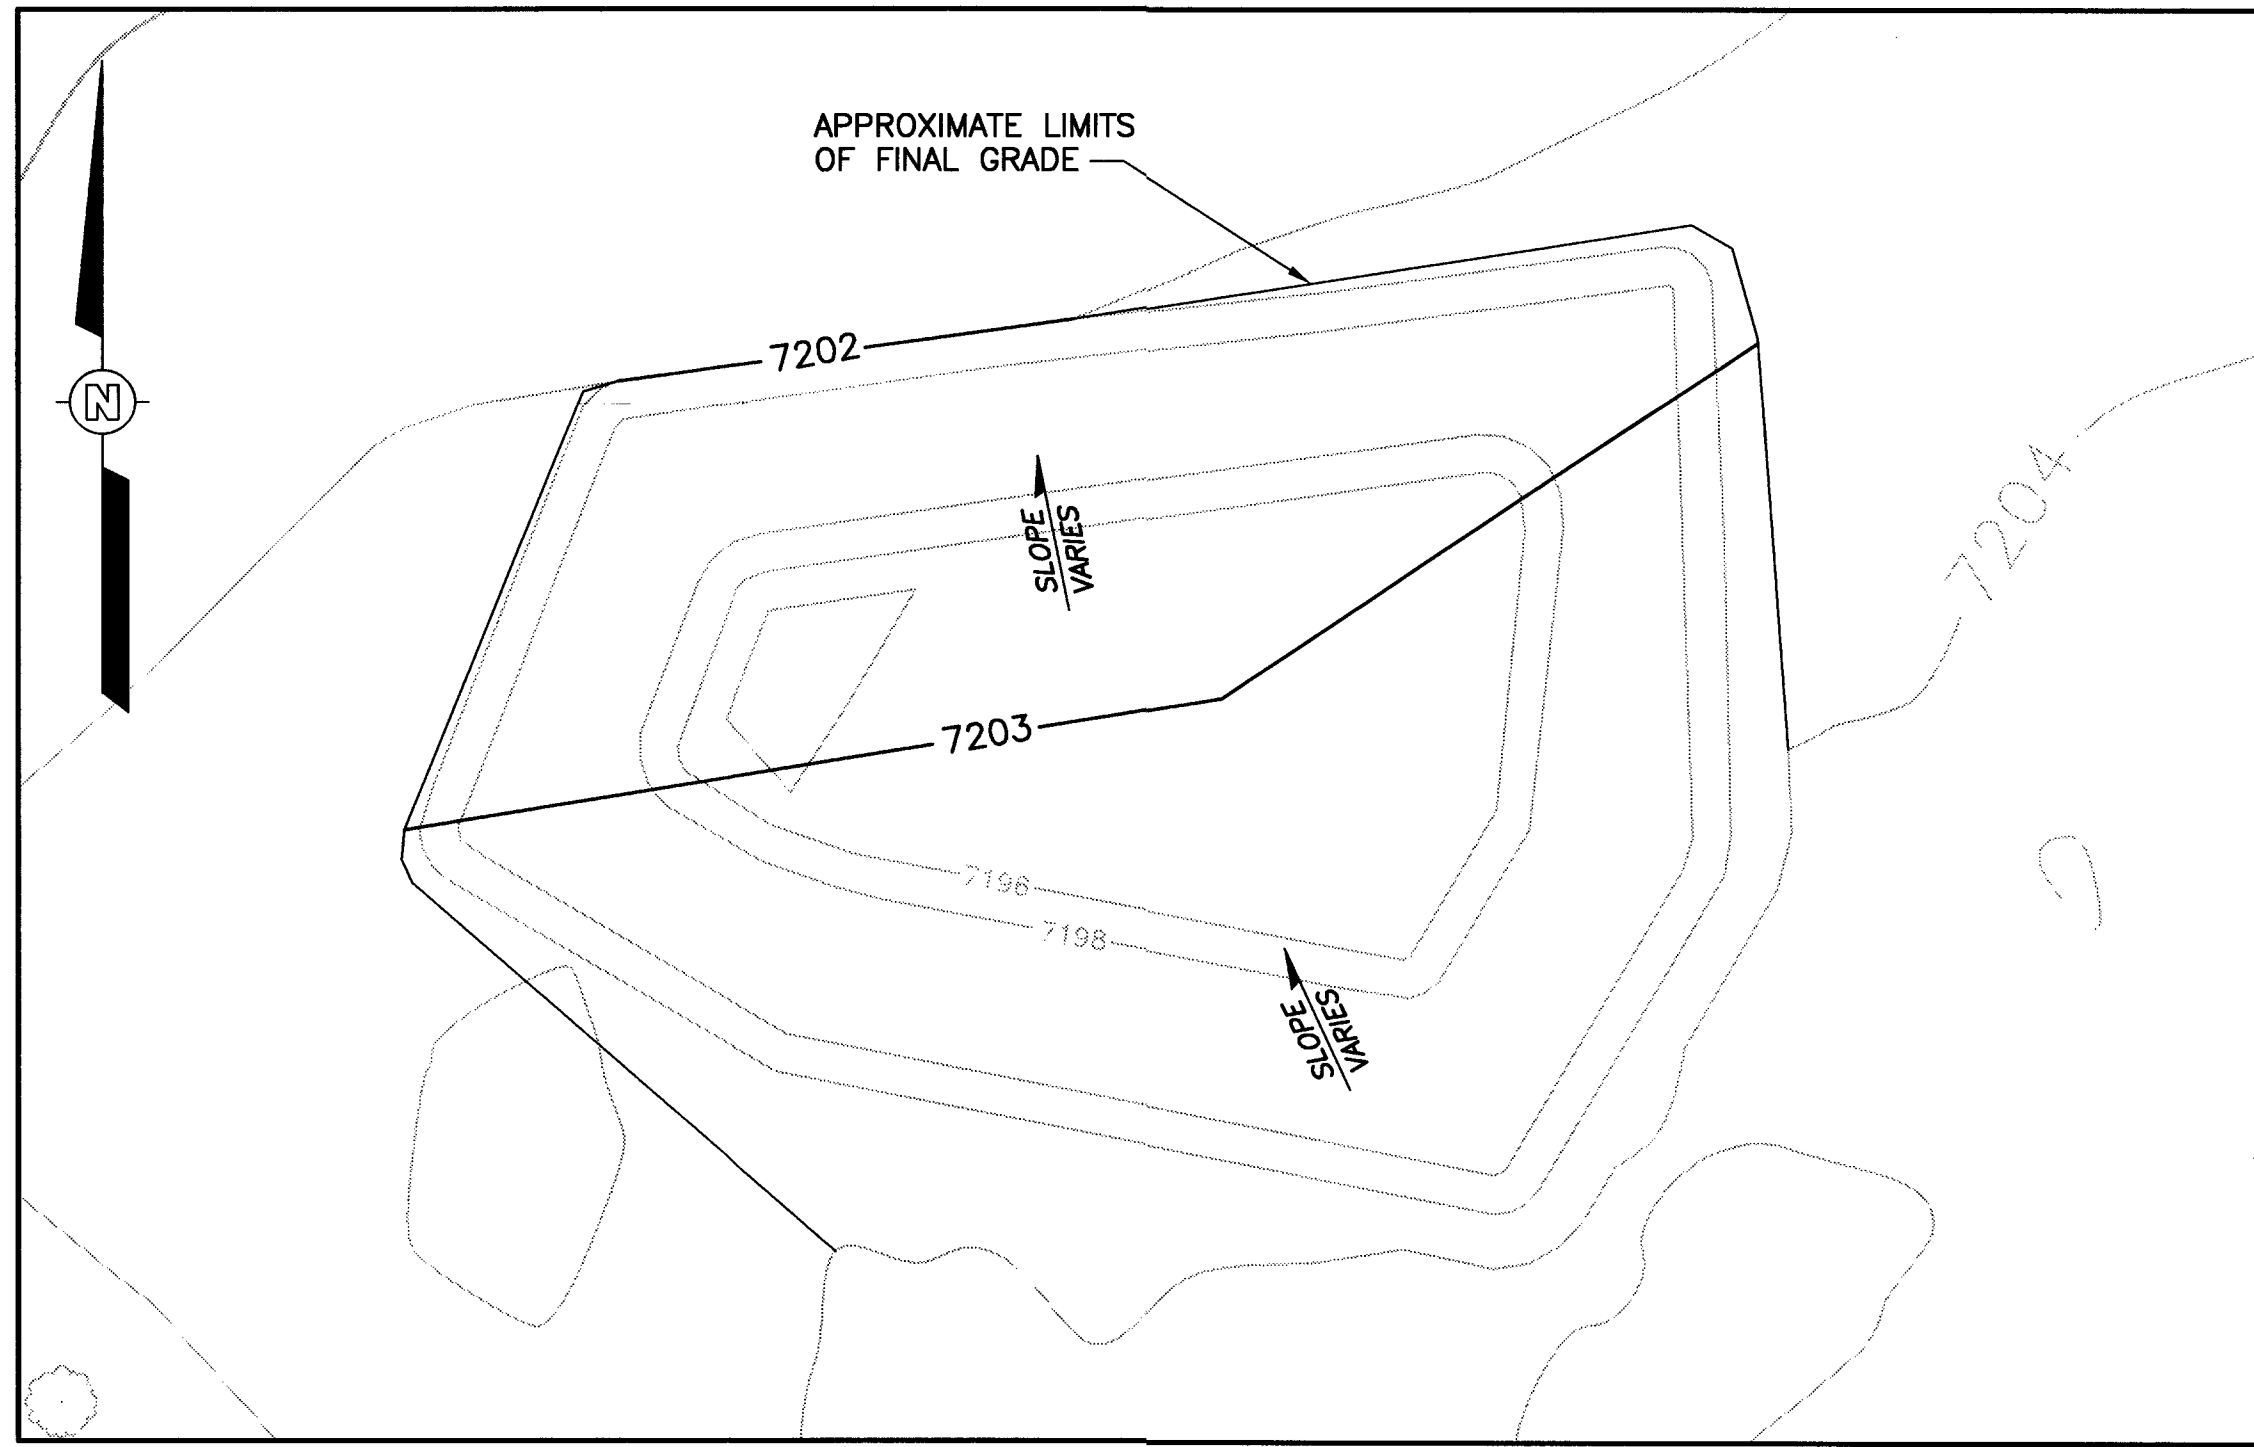 APPROXIMATE LIMITS
OF FINAL GRADE
7202
N
SLOPE
VARIES
7204
7203
7196
7198
SLOPE
VARIES